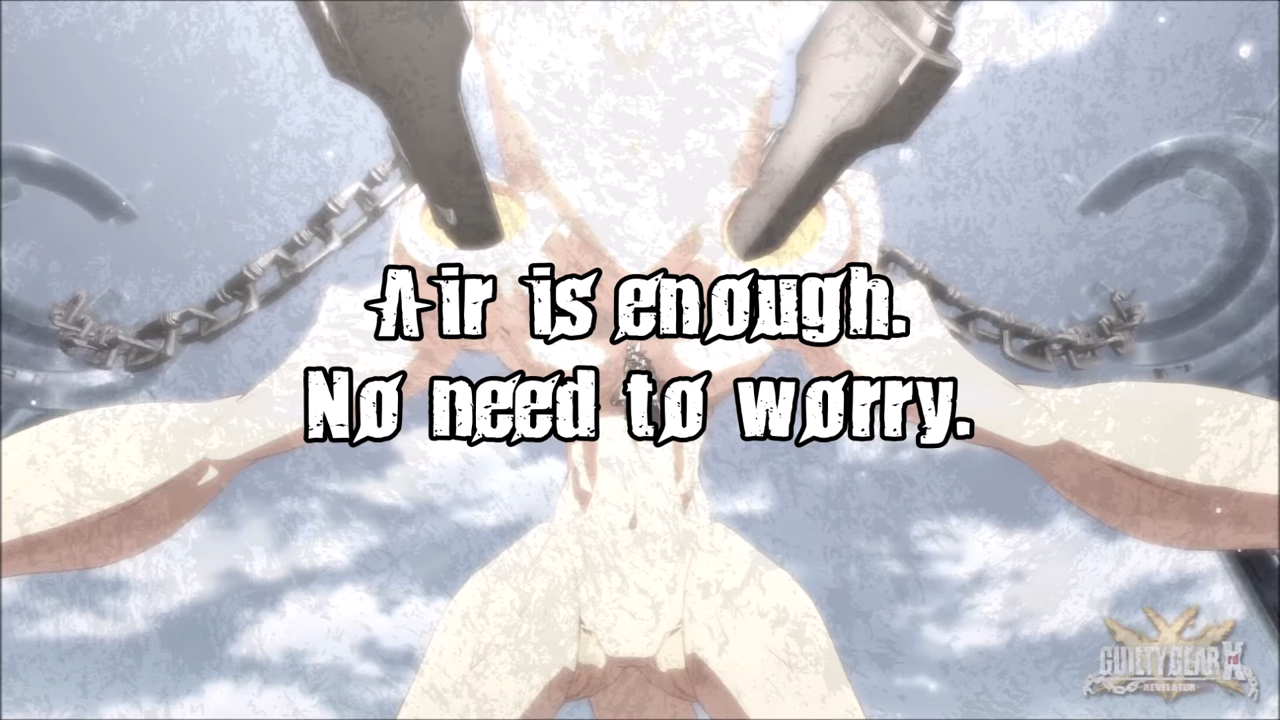 Air is enough.
No need to worry.
GUILTY GEAR Xrd
REVELATOR